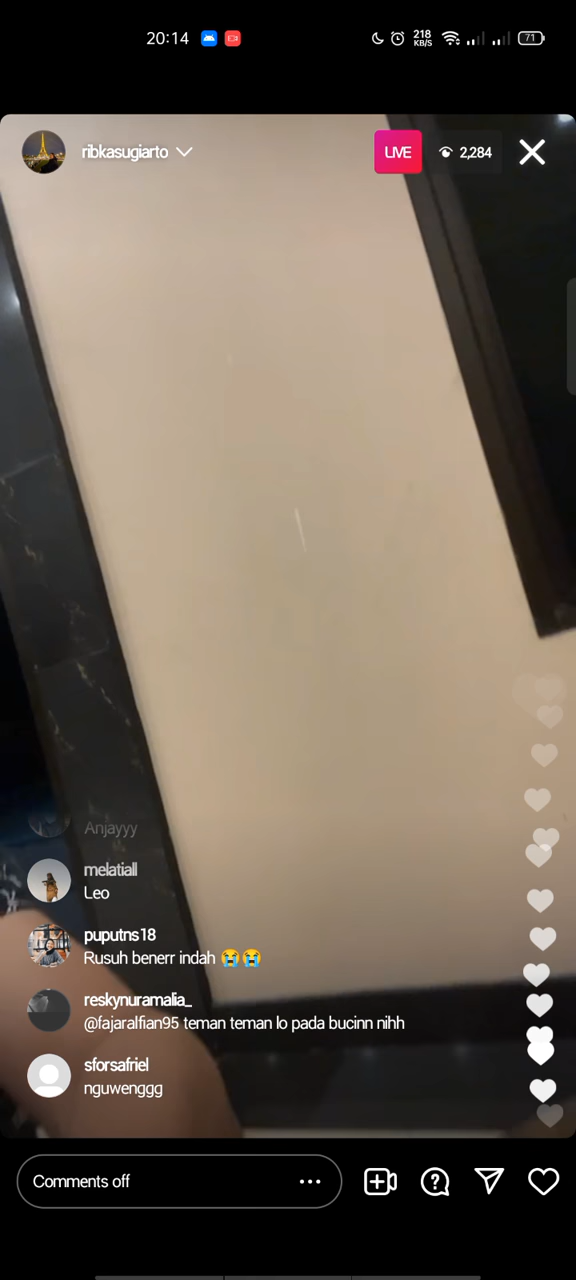 20:14
218
KB/S
71
ribkasugiarto
LIVE
2,284
Anjayyy
melatiall
Leo
puputns18
Rusuh benerr indah 😭😭
reskynuramalia_
@fajaralfian95 teman teman lo pada bucinn nihh
sforsafriel
nguwenggg
Comments off